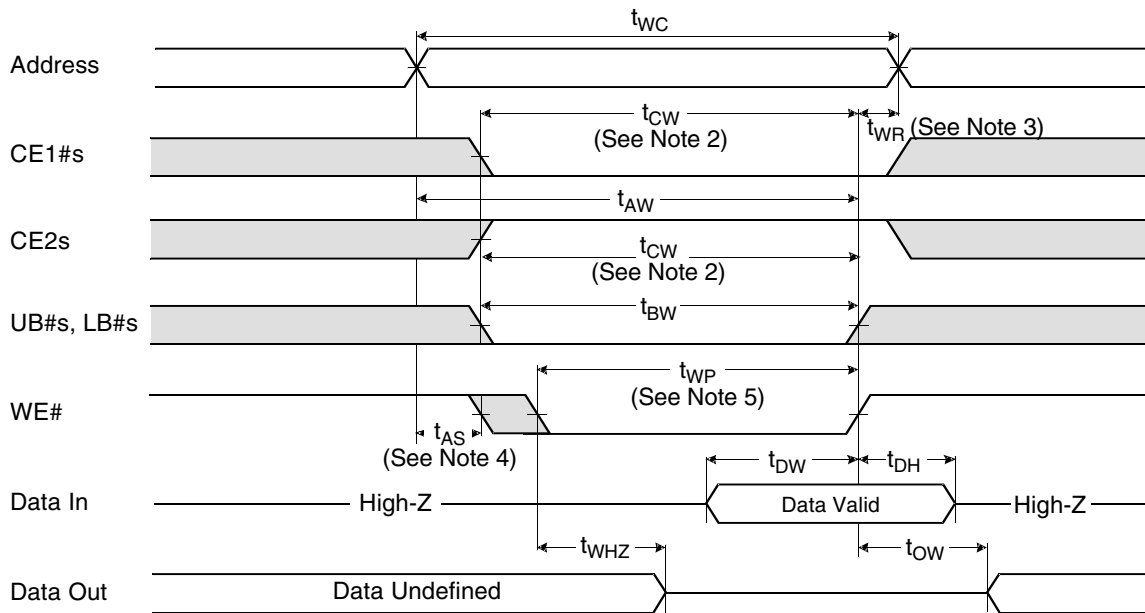 tWC
Address
tCW
(See Note 2)
tWR (See Note 3)
CE1#s
tAW
CE2s
tCW
(See Note 2)
UB#s, LB#s
tBW
tWP
(See Note 5)
WE#
tAS
(See Note 4)
tDW
tDH
Data In
High-Z
Data Valid
High-Z
tWHZ
tOW
Data Out
Data Undefined